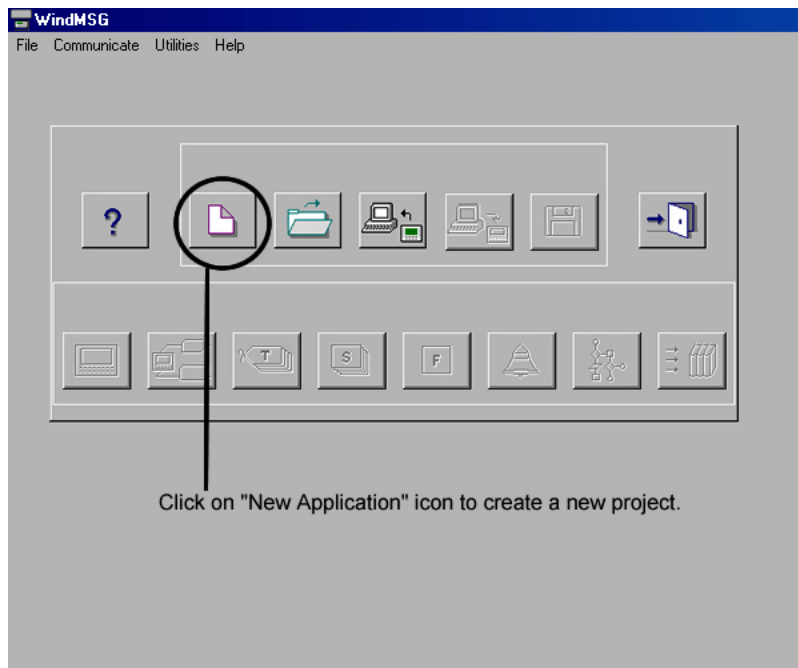 WindMSG
File Communicate Utilities Help
?
T
S
F
Click on "New Application" icon to create a new project.